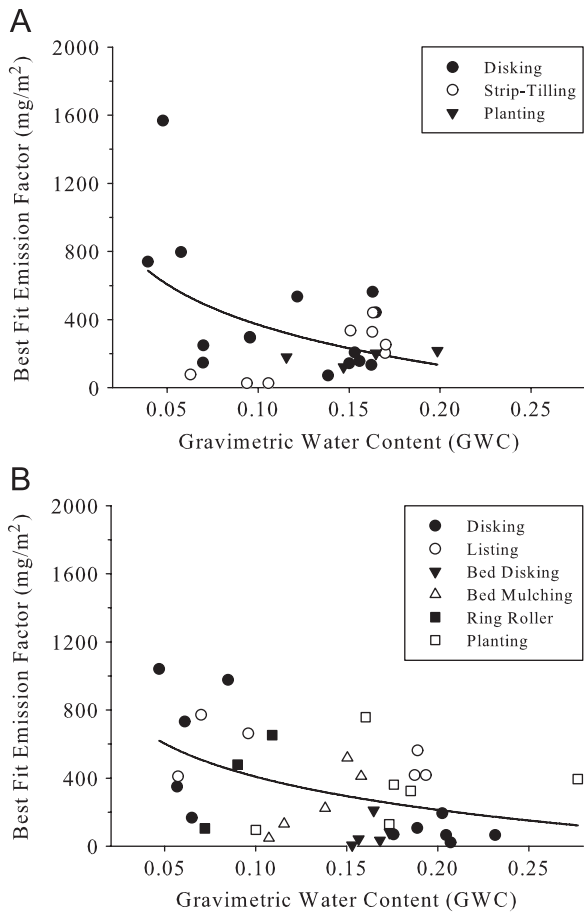 A
Best Fit Emission Factor (mg/m²)
2000
1600
1200
800
400
0
Disking
Strip-Tilling
Planting
0.05 0.10 0.15 0.20 0.25
Gravimetric Water Content (GWC)
B
Best Fit Emission Factor (mg/m²)
2000
1600
1200
800
400
0
Disking
Listing
Bed Disking
Bed Mulching
Ring Roller
Planting
0.05 0.10 0.15 0.20 0.25
Gravimetric Water Content (GWC)